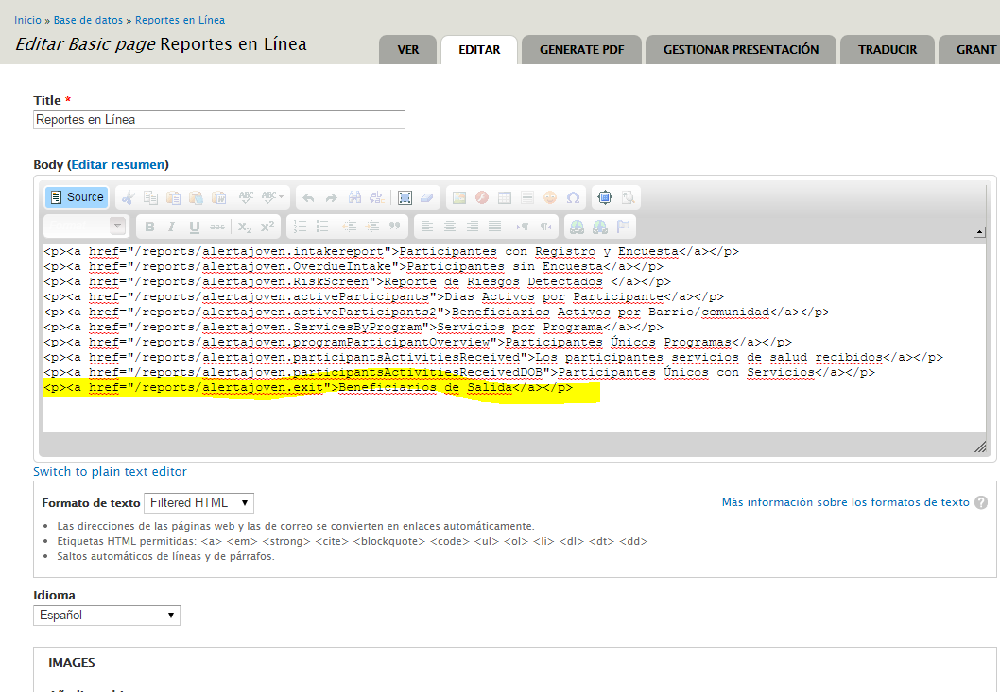 Inicio » Base de datos » Reportes en Línea
Editar Basic page Reportes en Línea
VER
EDITAR
GENERATE PDF
GESTIONAR PRESENTACIÓN
TRADUCIR
GRANT
Title *
Reportes en Línea
Body (Editar resumen)
Source
<p><a href="/reports/alertajoven.intakereport">Participantes con Registro y Encuesta</a></p>
<p><a href="/reports/alertajoven.OverdueIntake">Participantes sin Encuesta</a></p>
<p><a href="/reports/alertajoven.RiskScreen">Reporte de Riesgos Detectados </a></p>
<p><a href="/reports/alertajoven.activeParticipants">Dias Activos por Participante</a></p>
<p><a href="/reports/alertajoven.activeParticipants2">Beneficiarios Activos por Barrio/comunidad</a></p>
<p><a href="/reports/alertajoven.ServicesByProgram">Servicios por Programa</a></p>
<p><a href="/reports/alertajoven.programParticipantOverview">Participantes Únicos Programas</a></p>
<p><a href="/reports/alertajoven.participantsActivitiesReceived">Los participantes servicios de salud recibidos</a></p>
<p><a href="/reports/alertajoven.participantsActivitiesReceivedDOB">Participantes Únicos con Servicios</a></p>
<p><a href="/reports/alertajoven.exit">Beneficiarios de Salida</a></p>
Switch to plain text editor
Formato de texto Filtered HTML
Más información sobre los formatos de texto
Las direcciones de las páginas web y las de correo se convierten en enlaces automáticamente.
Etiquetas HTML permitidas: <a> <em> <strong> <cite> <blockquote> <code> <ul> <ol> <li> <dl> <dt> <dd>
Saltos automáticos de líneas y de párrafos.
Idioma
Español
IMAGES